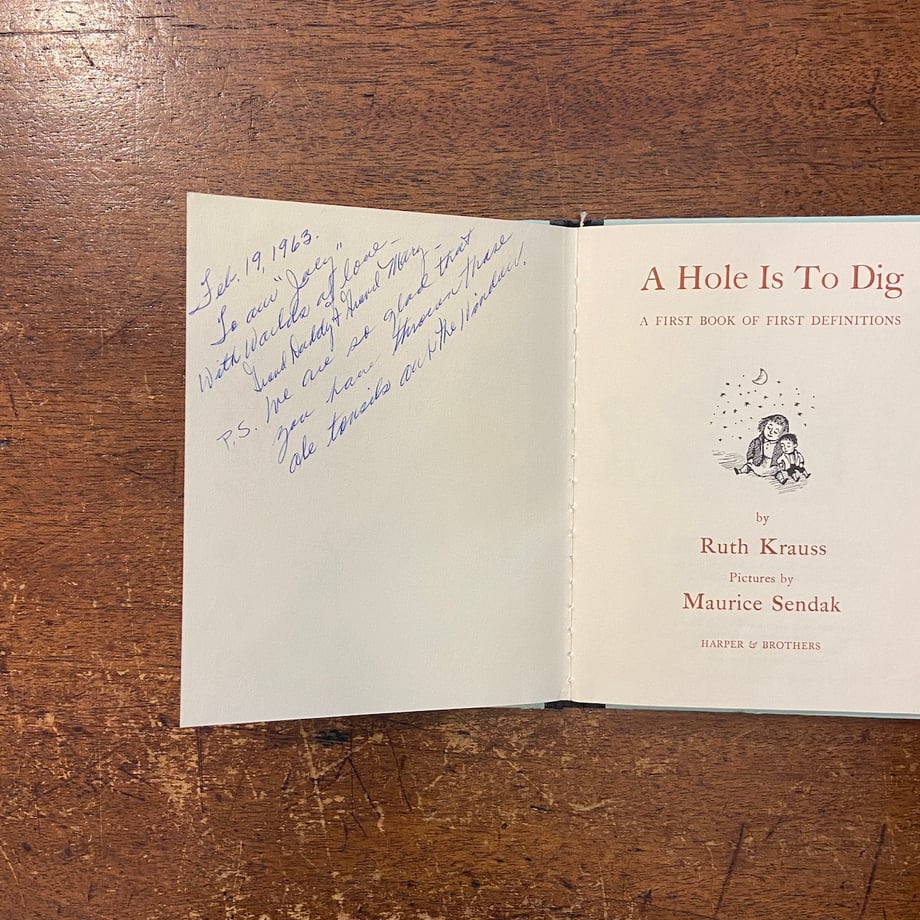 Feb. 19, 1963.
To our "Joey"
With Worlds of love –
Grand Daddy & Grand Mary –
P.S. We are so glad that
you have thrown those
ole tonsils out the Window.
A Hole Is To Dig
A FIRST BOOK OF FIRST DEFINITIONS
by
Ruth Krauss
Pictures by
Maurice Sendak
HARPER & BROTHERS